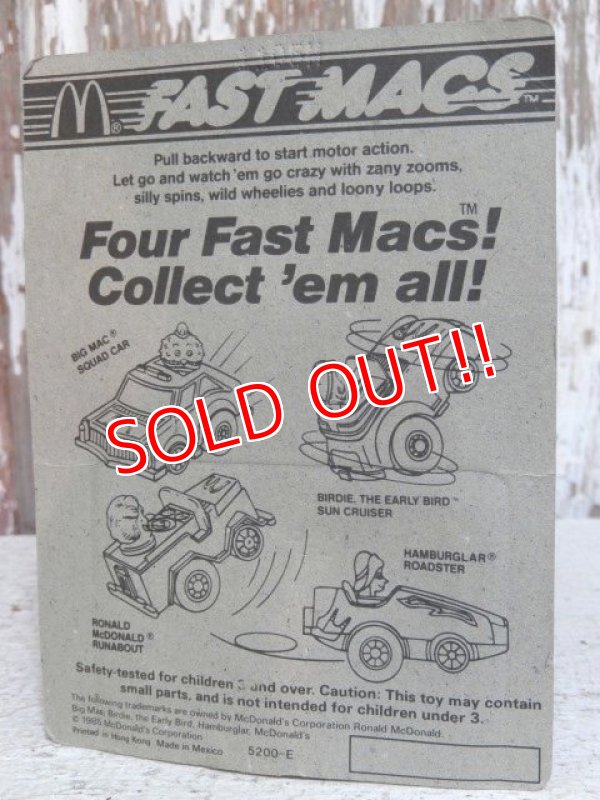 M® FAST MACS™
Pull backward to start motor action.
Let go and watch 'em go crazy with zany zooms,
silly spins, wild wheelies and loony loops.
Four Fast Macs!™
Collect 'em all!
BIG MAC®
SQUAD CAR
SOLD OUT!!
BIRDIE, THE EARLY BIRD™
SUN CRUISER
HAMBURGLAR®
ROADSTER
RONALD
McDONALD®
RUNABOUT
Safety-tested for children 3 and over. Caution: This toy may contain
small parts, and is not intended for children under 3.
The following trademarks are owned by McDonald's Corporation Ronald McDonald.
Big Mac, Birdie, the Early Bird, Hamburglar, McDonald's
© 1985 McDonald's Corporation
Printed in Hong Kong Made in Mexico 5200-E